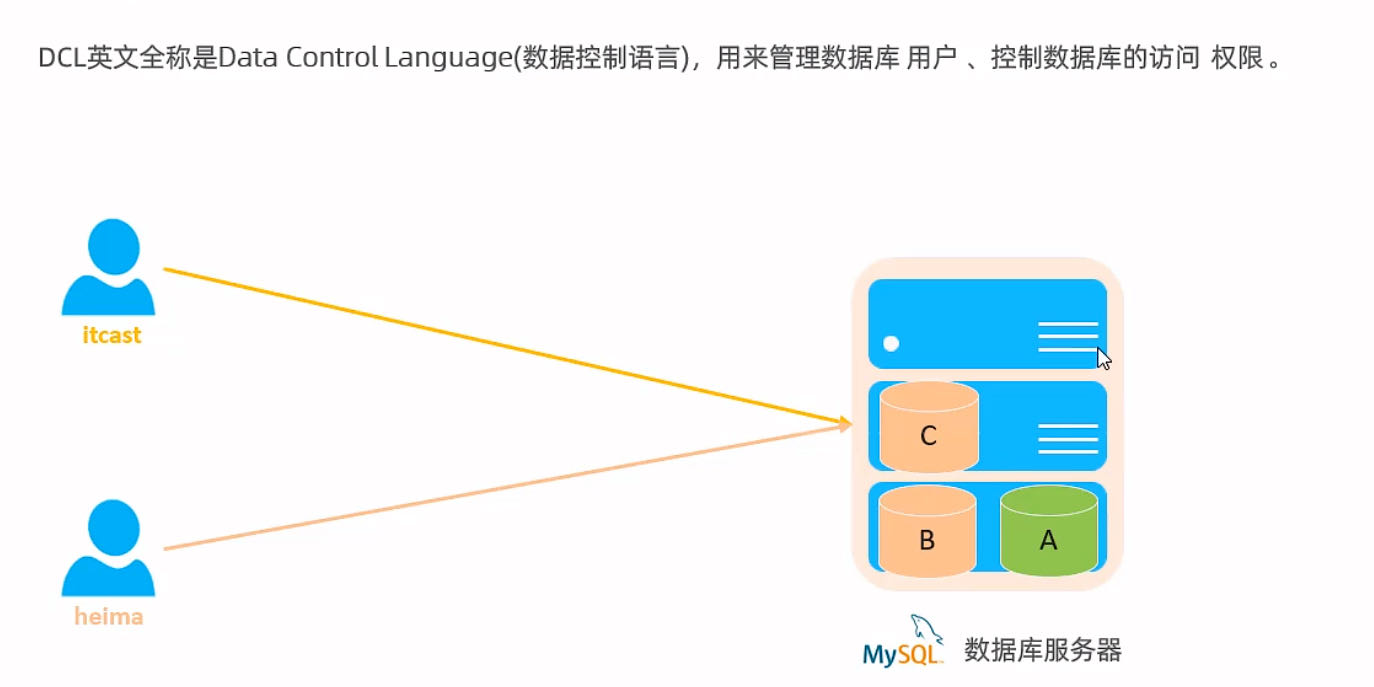 DCL英文全称是Data Control Language(数据控制语言)，用来管理数据库 用户 、控制数据库的访问 权限 。
itcast
C
B
A
heima
MySQL 数据库服务器